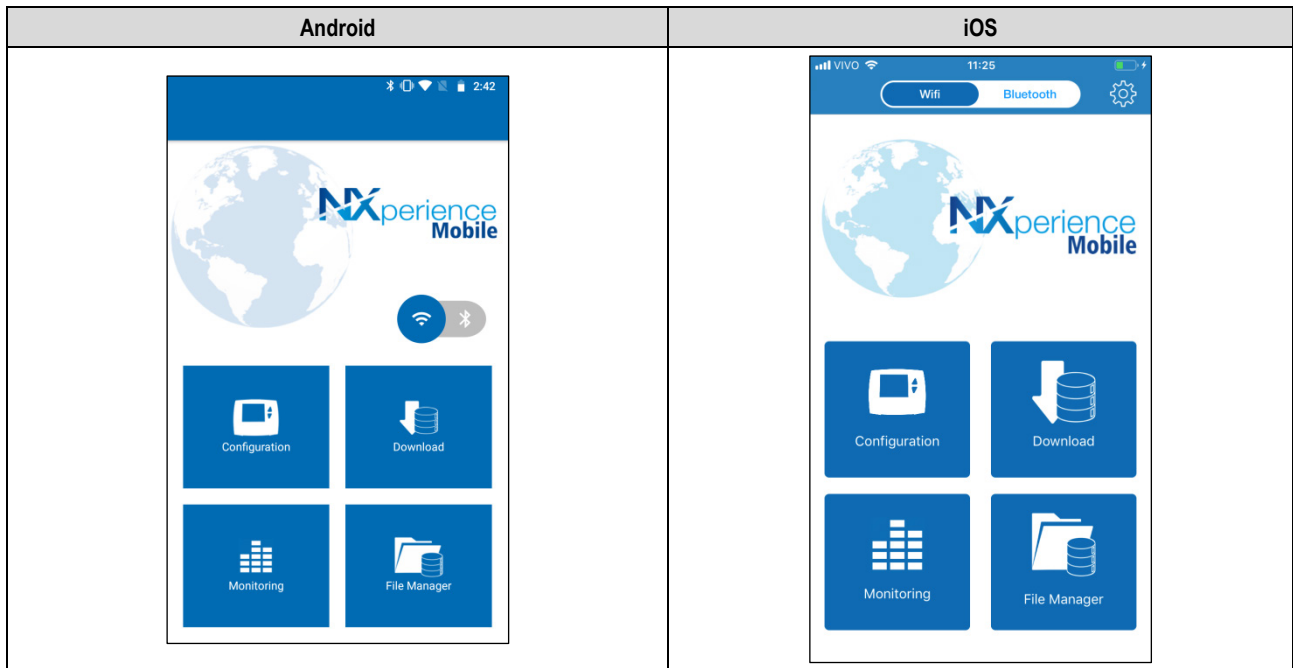 Android
iOS
2:42
VIVO
11:25
Wifi
Bluetooth
NXperience
Mobile
NXperience
Mobile
Configuration
Download
Configuration
Download
Monitoring
File Manager
Monitoring
File Manager